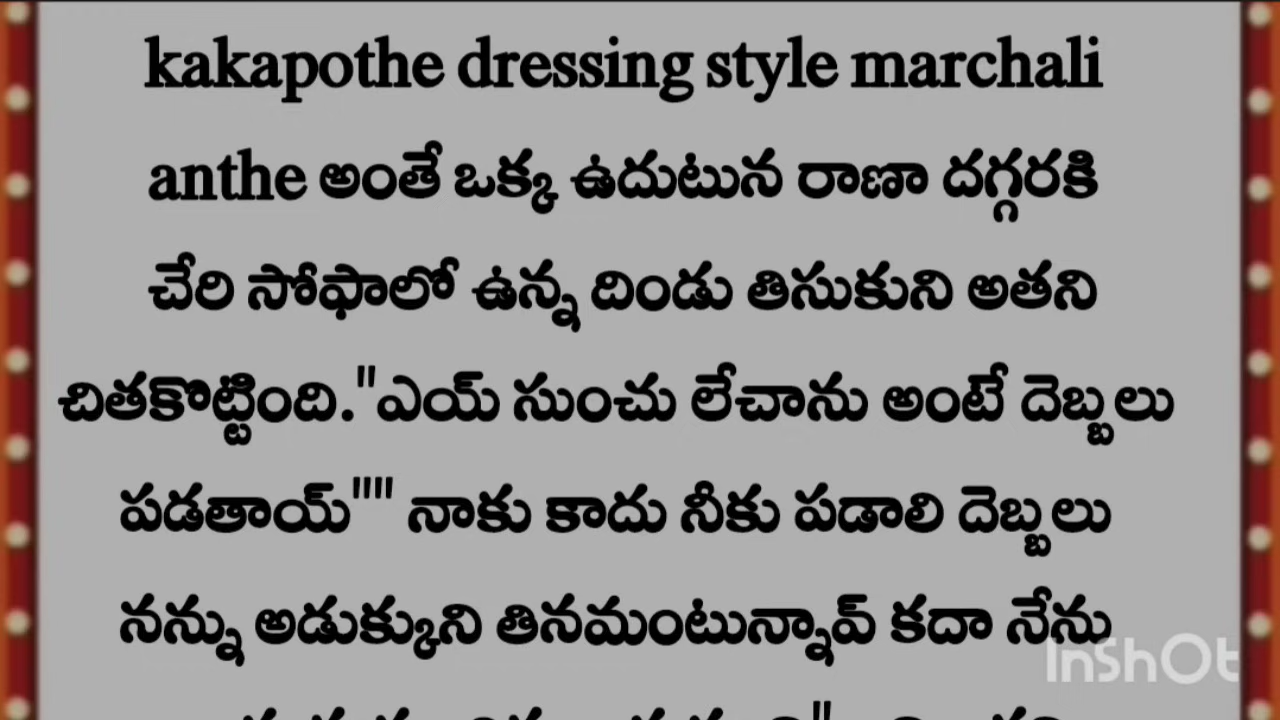 kakapothe dressing style marchali
anthe అంతే ఒక్క ఉదుటున రాణా దగ్గరకి
చేరి సోఫాలో ఉన్న దిండు తిసుకుని అతని
చితకొట్టింది."ఎయ్ సుంచు లేచాను అంటే దెబ్బలు
పడతాయ్"" నాకు కాదు నీకు పడాలి దెబ్బలు
నన్ను అడుక్కుని తినమంటున్నావ్ కదా నేను
InShOt